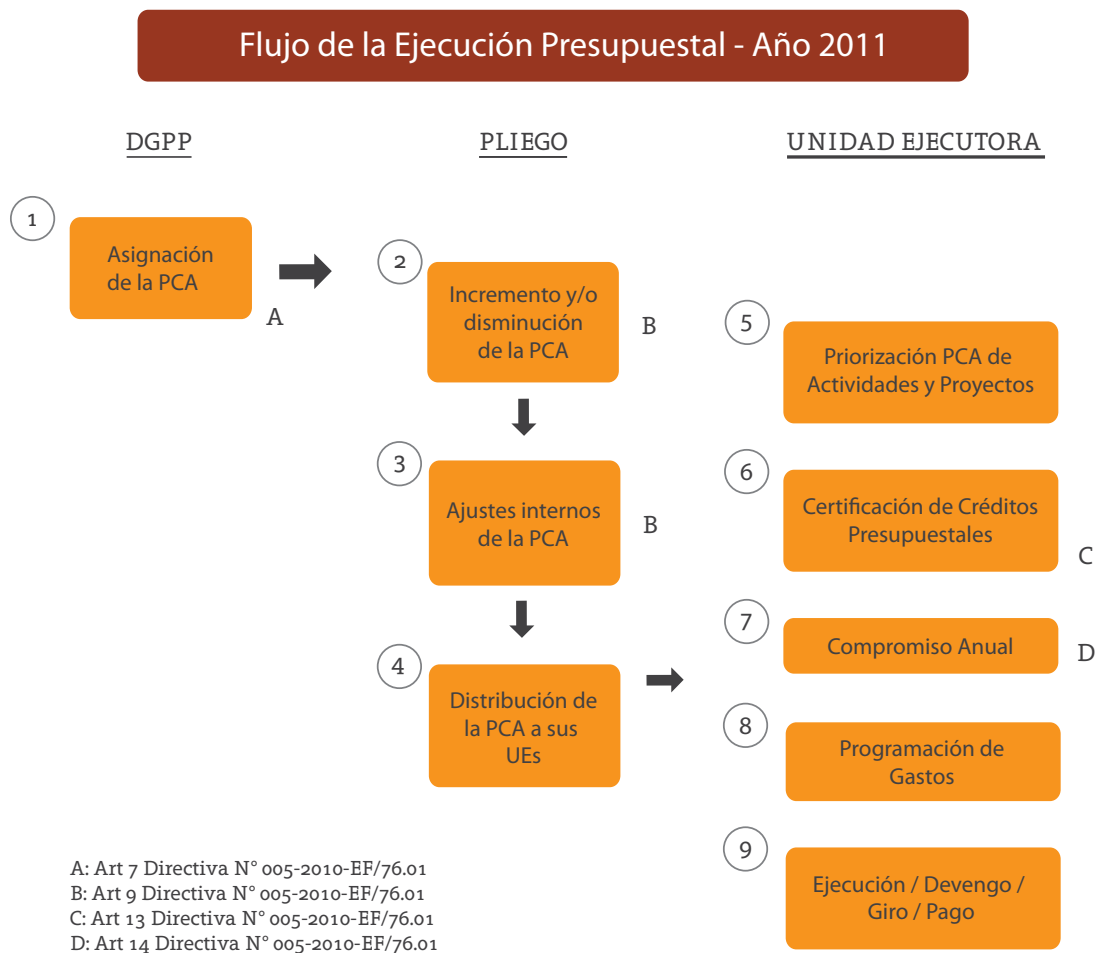 Flujo de la Ejecución Presupuestal - Año 2011
DGPP
PLIEGO
UNIDAD EJECUTORA
1
Asignación
de la PCA
A
2
Incremento y/o
disminución
de la PCA
B
3
Ajustes internos
de la PCA
B
4
Distribución de
la PCA a sus
UEs
5
Priorización PCA de
Actividades y Proyectos
6
Certificación de Créditos
Presupuestales
C
7
Compromiso Anual
D
8
Programación de
Gastos
9
Ejecución / Devengo /
Giro / Pago
A: Art 7 Directiva N° 005-2010-EF/76.01
B: Art 9 Directiva N° 005-2010-EF/76.01
C: Art 13 Directiva N° 005-2010-EF/76.01
D: Art 14 Directiva N° 005-2010-EF/76.01